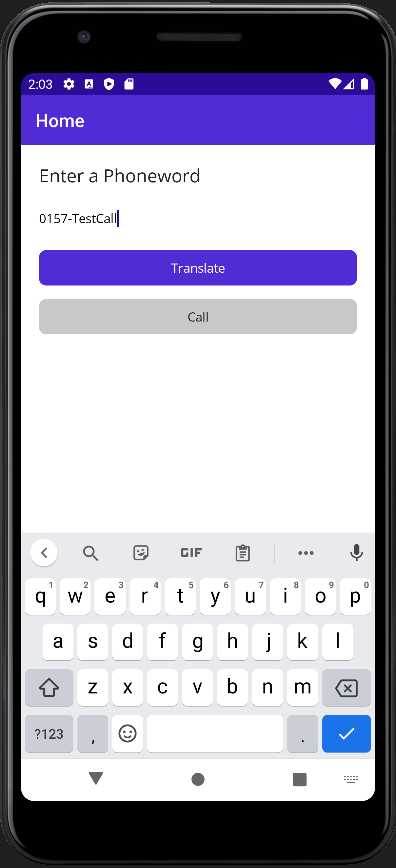 2:03
Home
Enter a Phoneword
0157-TestCall
Translate
Call
GIF
1 2 3 4 5 6 7 8 9 0
q w e r t y u i o p
a s d f g h j k l
z x c v b n m
?123 , .